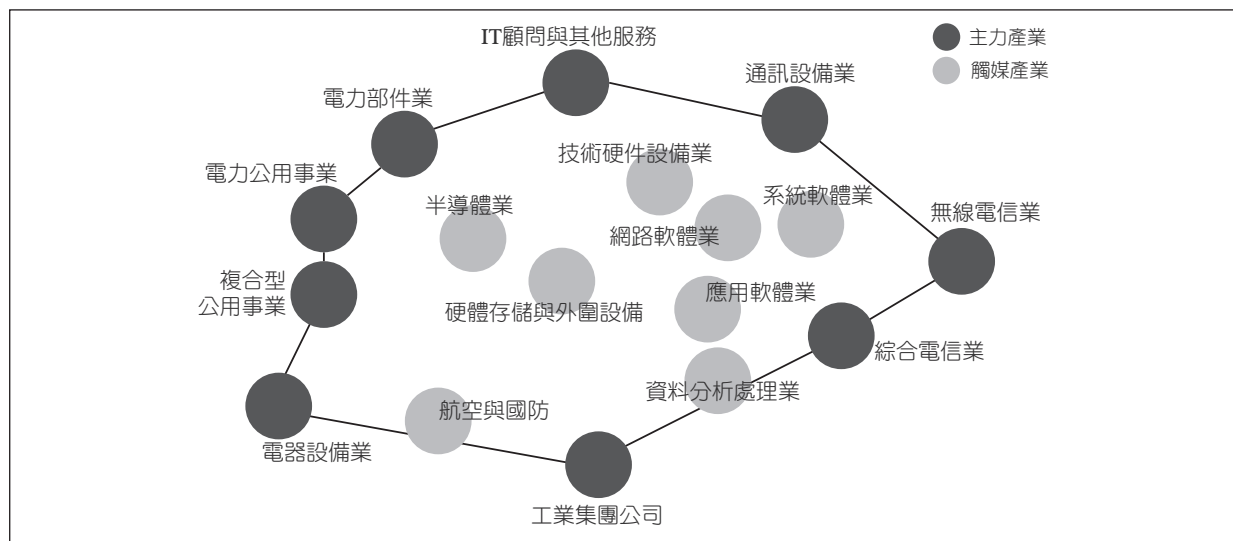 IT顧問與其他服務
主力產業
觸媒產業
通訊設備業
電力部件業
技術硬件設備業
電力公用事業
系統軟體業
半導體業
無線電信業
網路軟體業
複合型
公用事業
應用軟體業
硬體存儲與外圍設備
綜合電信業
資料分析處理業
航空與國防
電器設備業
工業集團公司